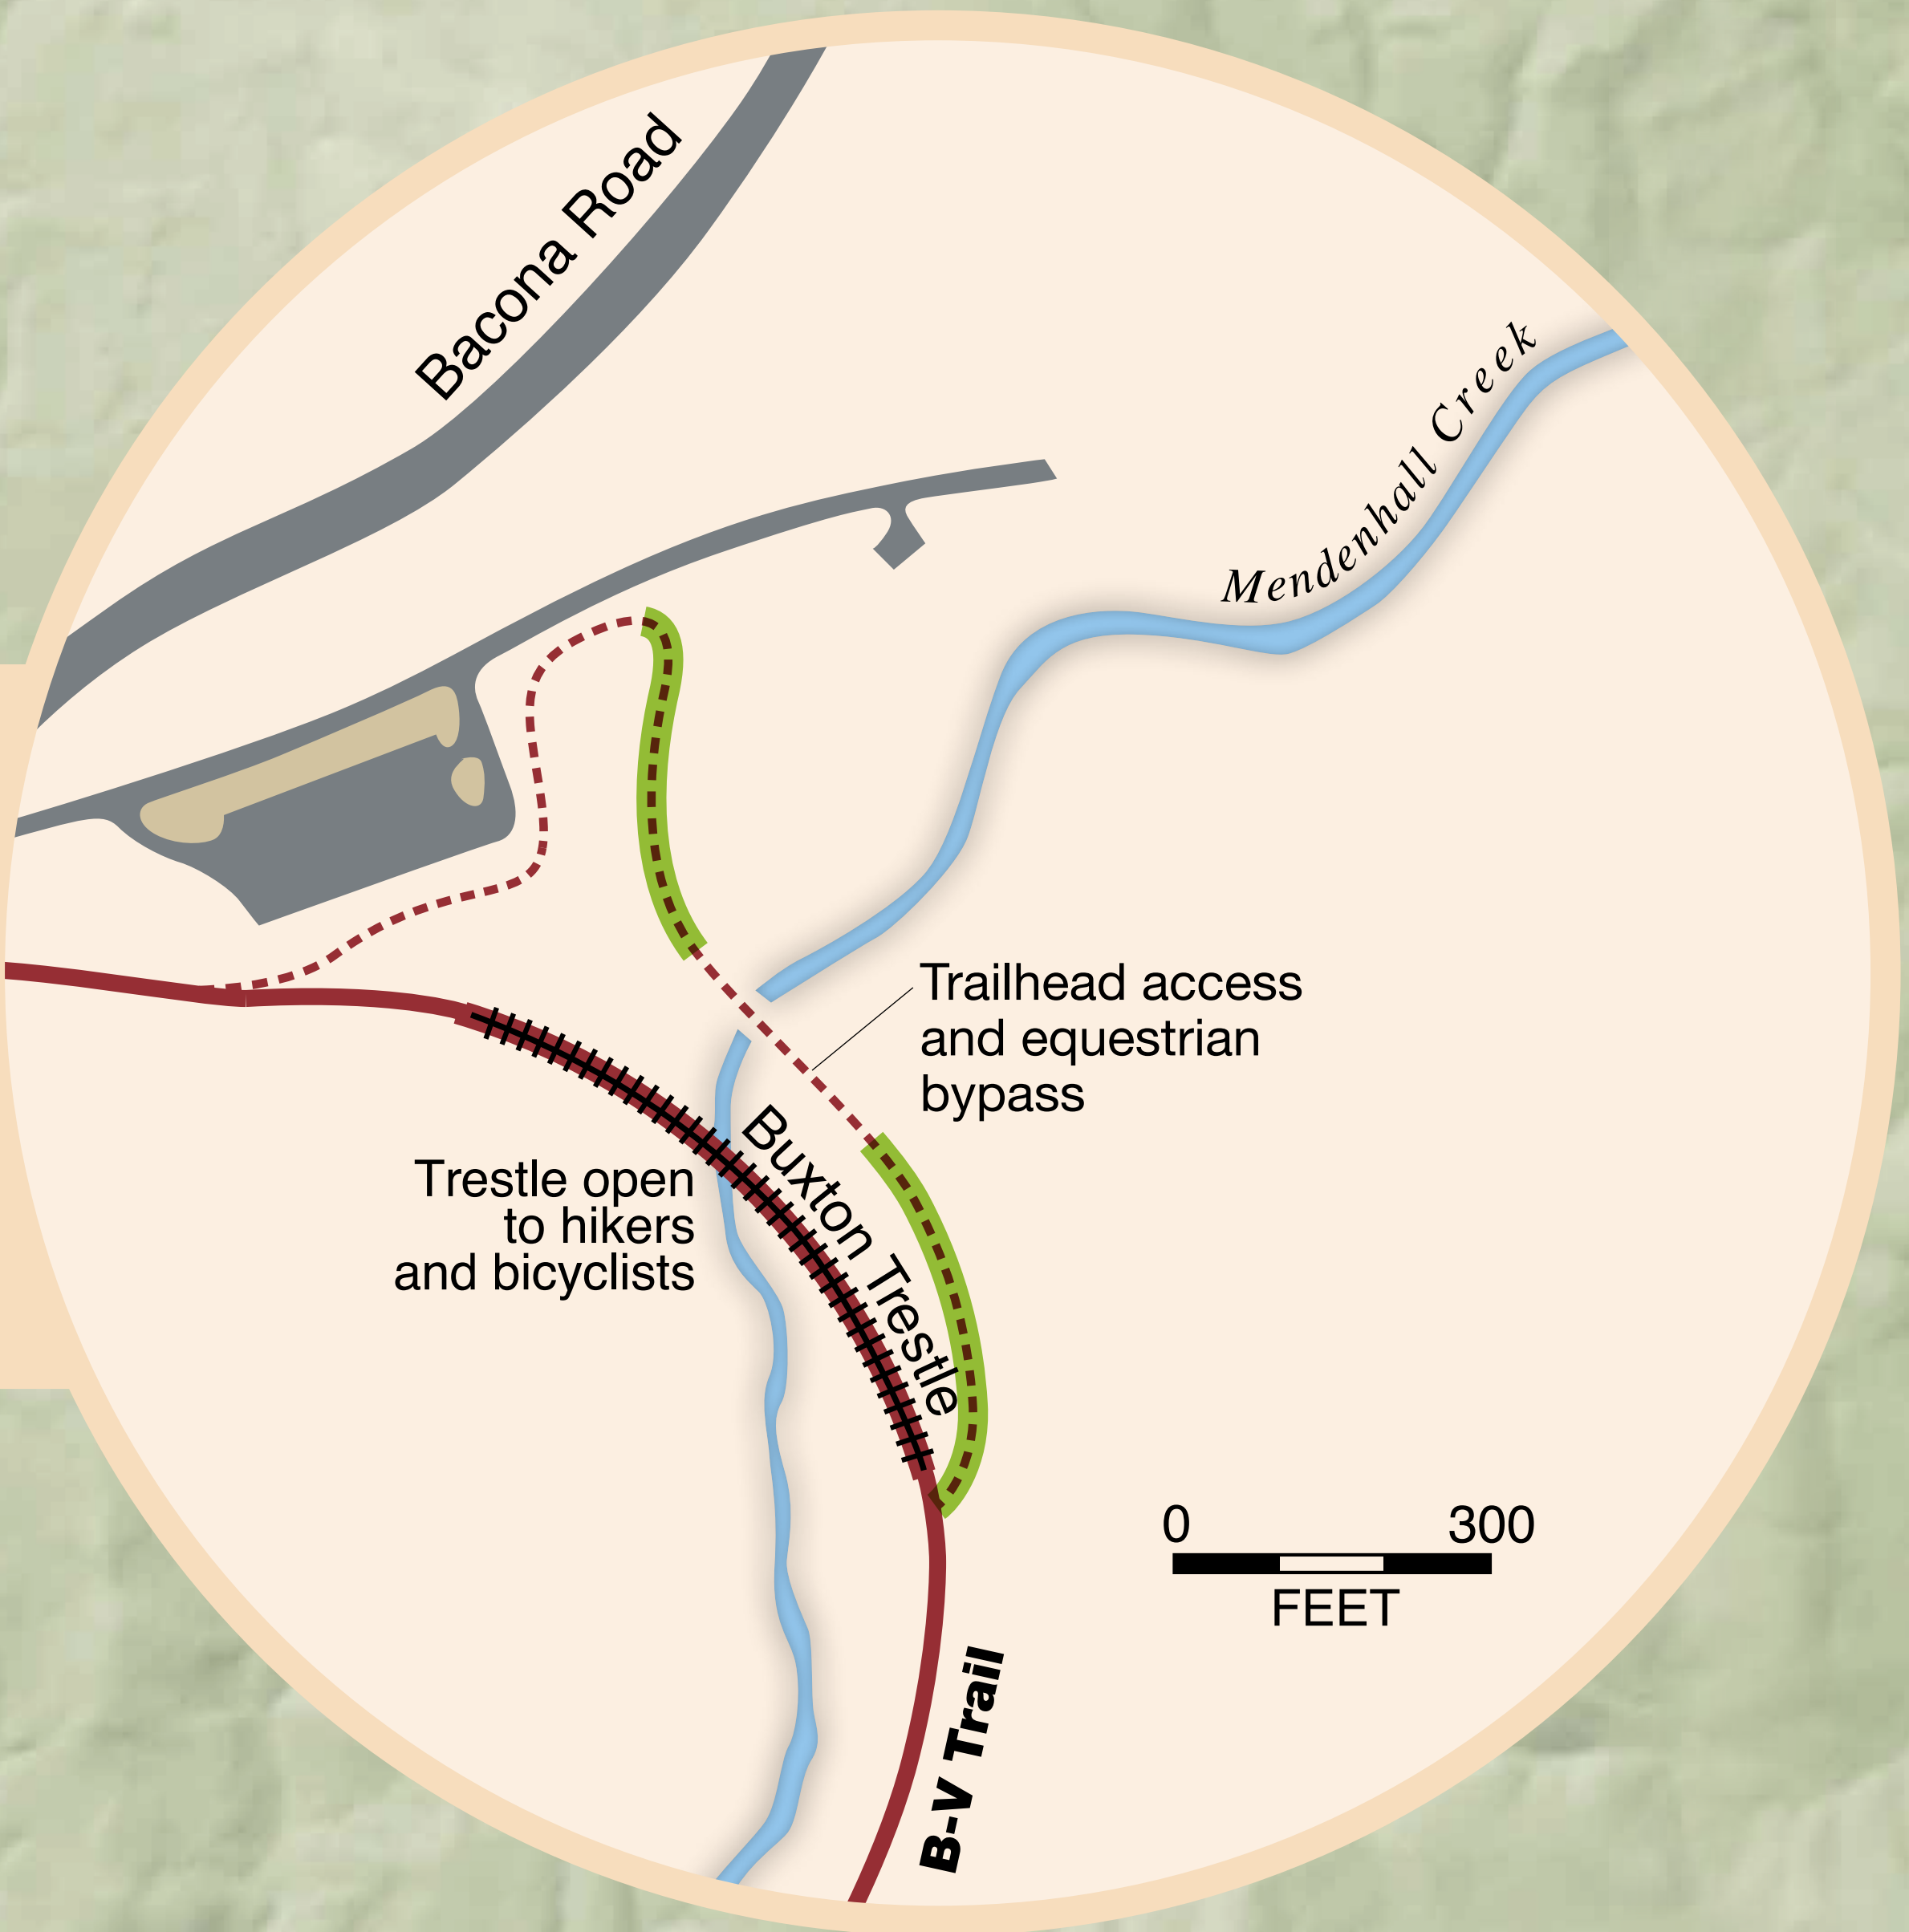 Bacona Road
Mendenhall Creek
Trailhead access
and equestrian
bypass
Buxton Trestle
Trestle open
to hikers
and bicyclists
0 300
FEET
B-V Trail